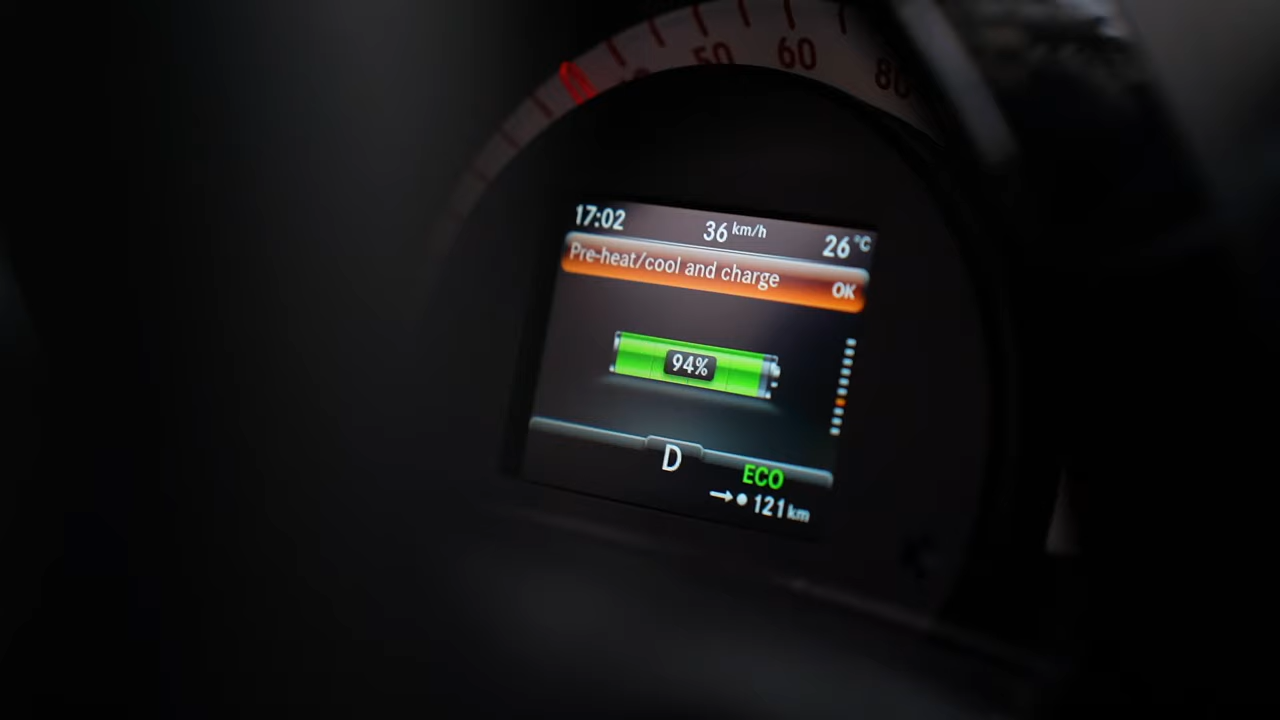 50 60 80
17:02 36 km/h 26 °C
Pre-heat/cool and charge OK
94%
D
ECO
121 km